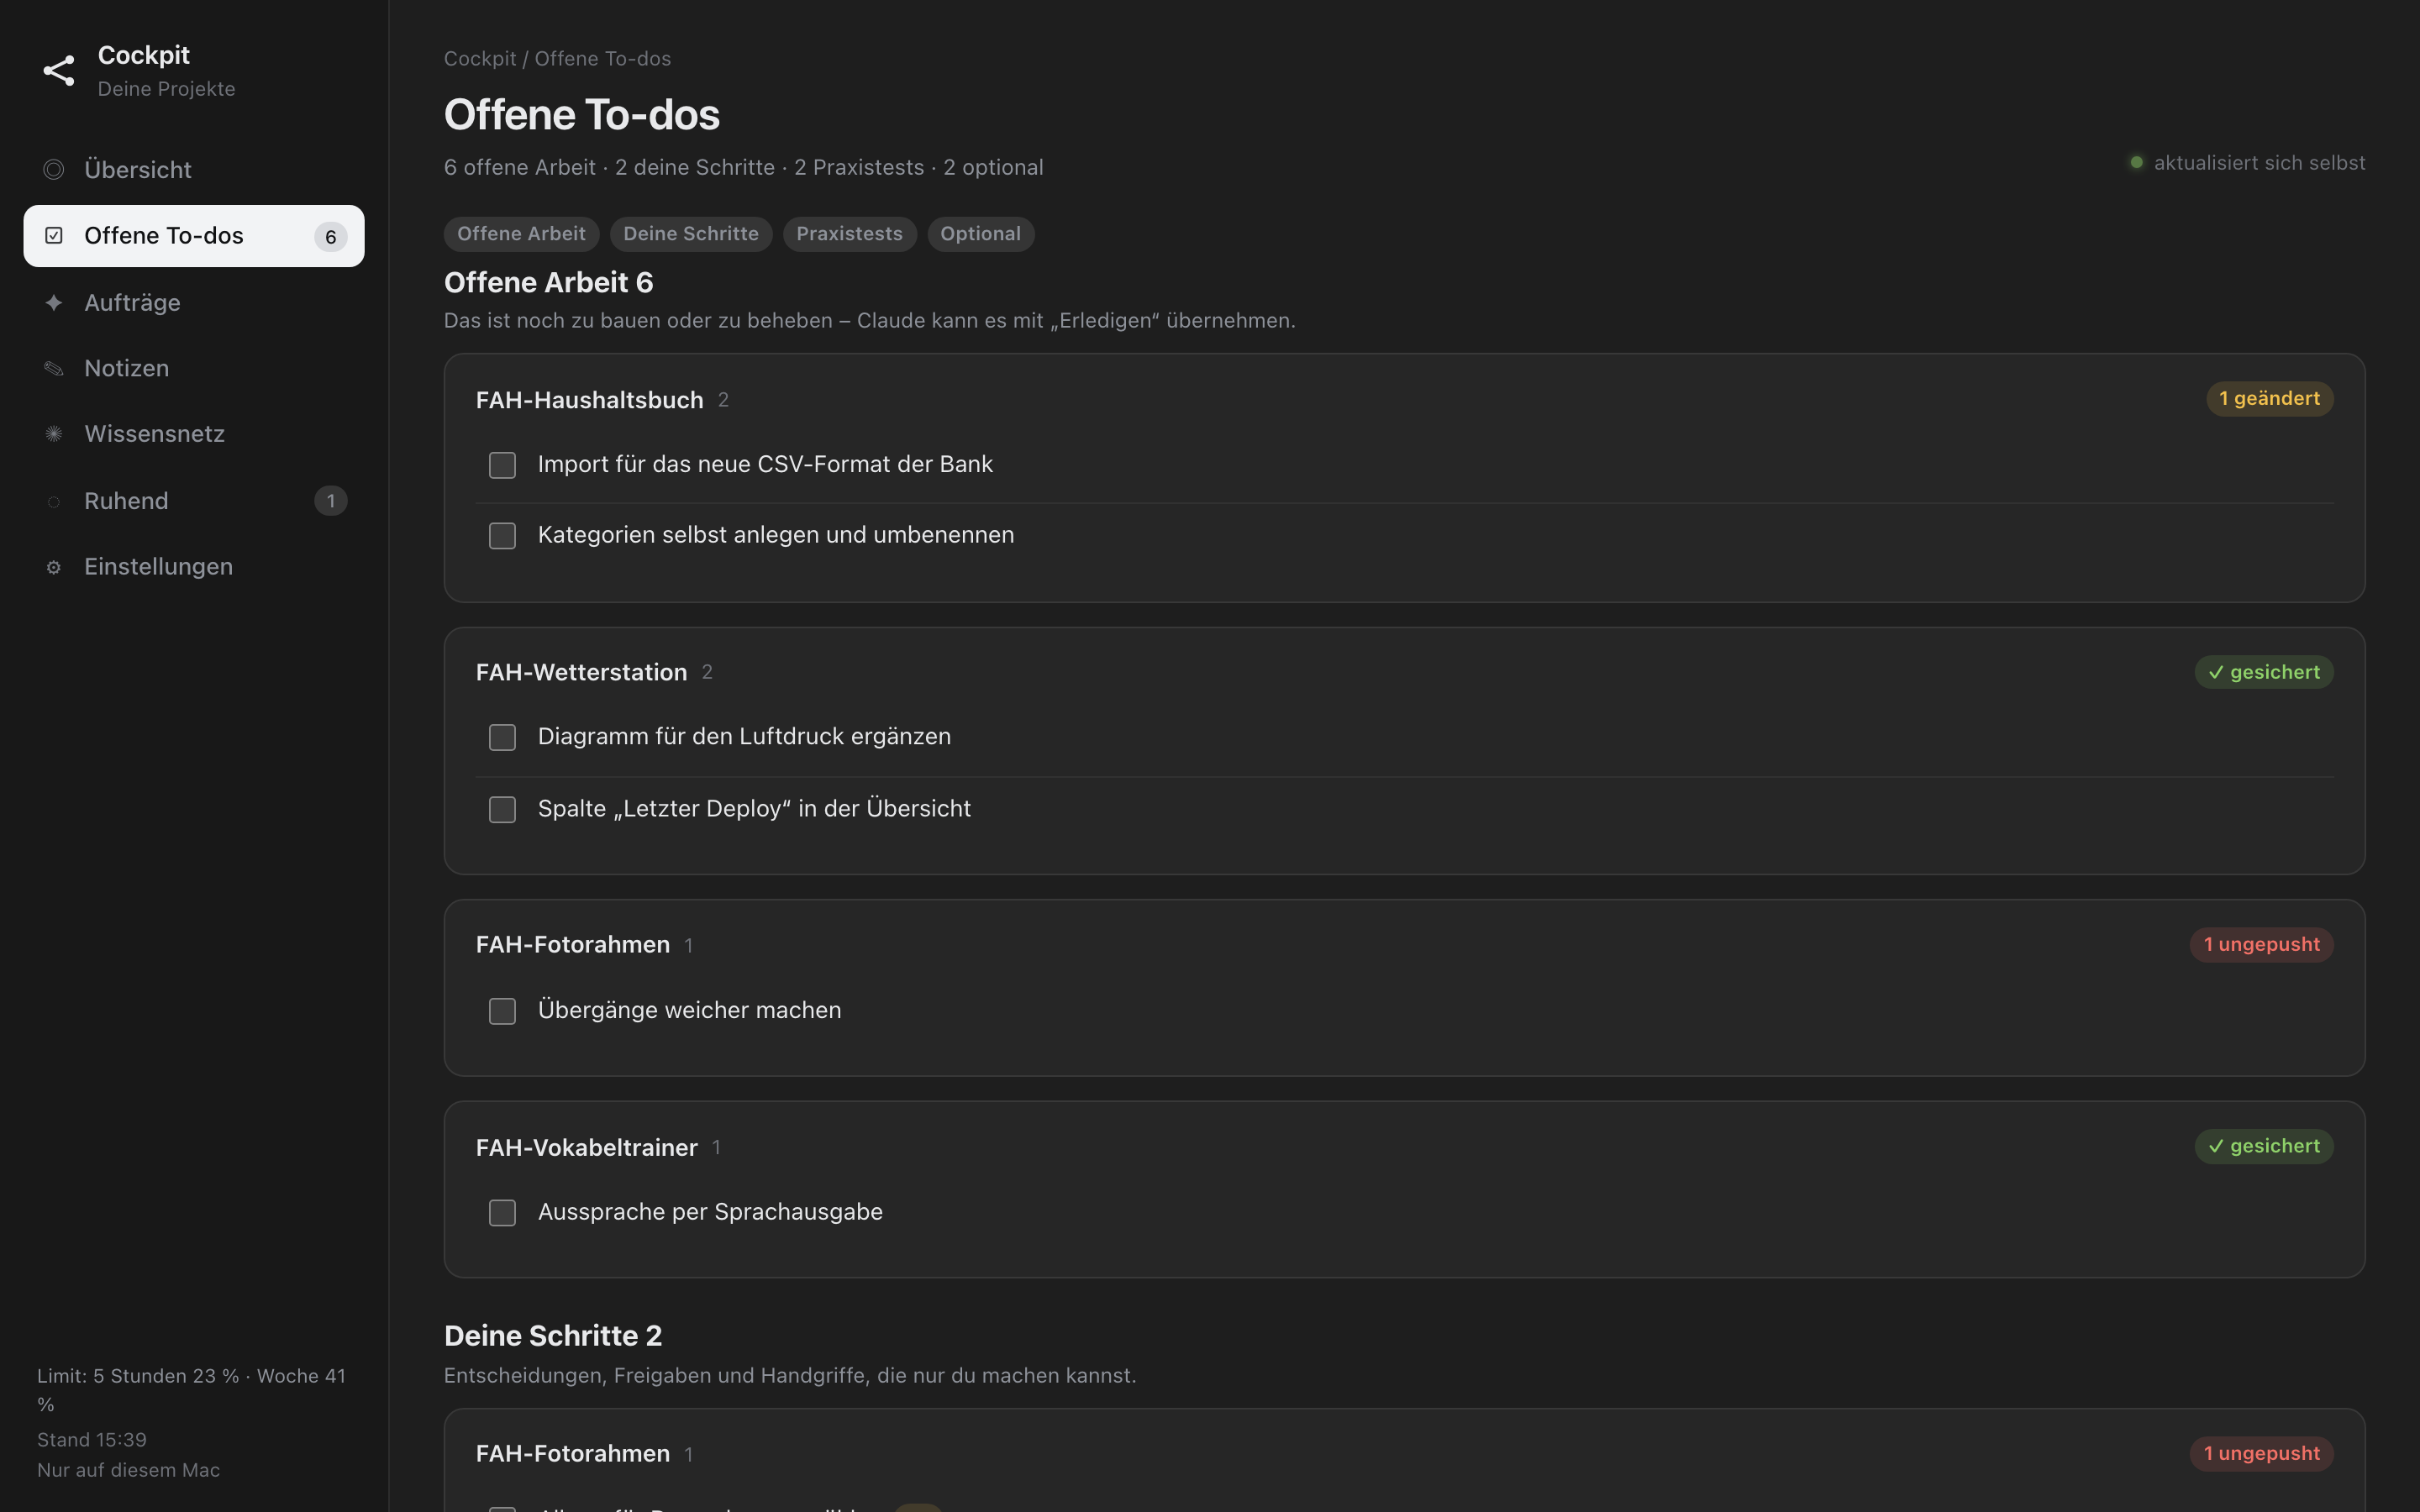 Cockpit
Deine Projekte
Übersicht
Offene To-dos 6
Aufträge
Notizen
Wissensnetz
Ruhend 1
Einstellungen
Limit: 5 Stunden 23 % · Woche 41
%
Stand 15:39
Nur auf diesem Mac
Cockpit / Offene To-dos
Offene To-dos
6 offene Arbeit · 2 deine Schritte · 2 Praxistests · 2 optional
aktualisiert sich selbst
Offene Arbeit Deine Schritte Praxistests Optional
Offene Arbeit 6
Das ist noch zu bauen oder zu beheben – Claude kann es mit „Erledigen“ übernehmen.
FAH-Haushaltsbuch 2 1 geändert
Import für das neue CSV-Format der Bank
Kategorien selbst anlegen und umbenennen
FAH-Wetterstation 2 ✓ gesichert
Diagramm für den Luftdruck ergänzen
Spalte „Letzter Deploy“ in der Übersicht
FAH-Fotorahmen 1 1 ungepusht
Übergänge weicher machen
FAH-Vokabeltrainer 1 ✓ gesichert
Aussprache per Sprachausgabe
Deine Schritte 2
Entscheidungen, Freigaben und Handgriffe, die nur du machen kannst.
FAH-Fotorahmen 1 1 ungepusht